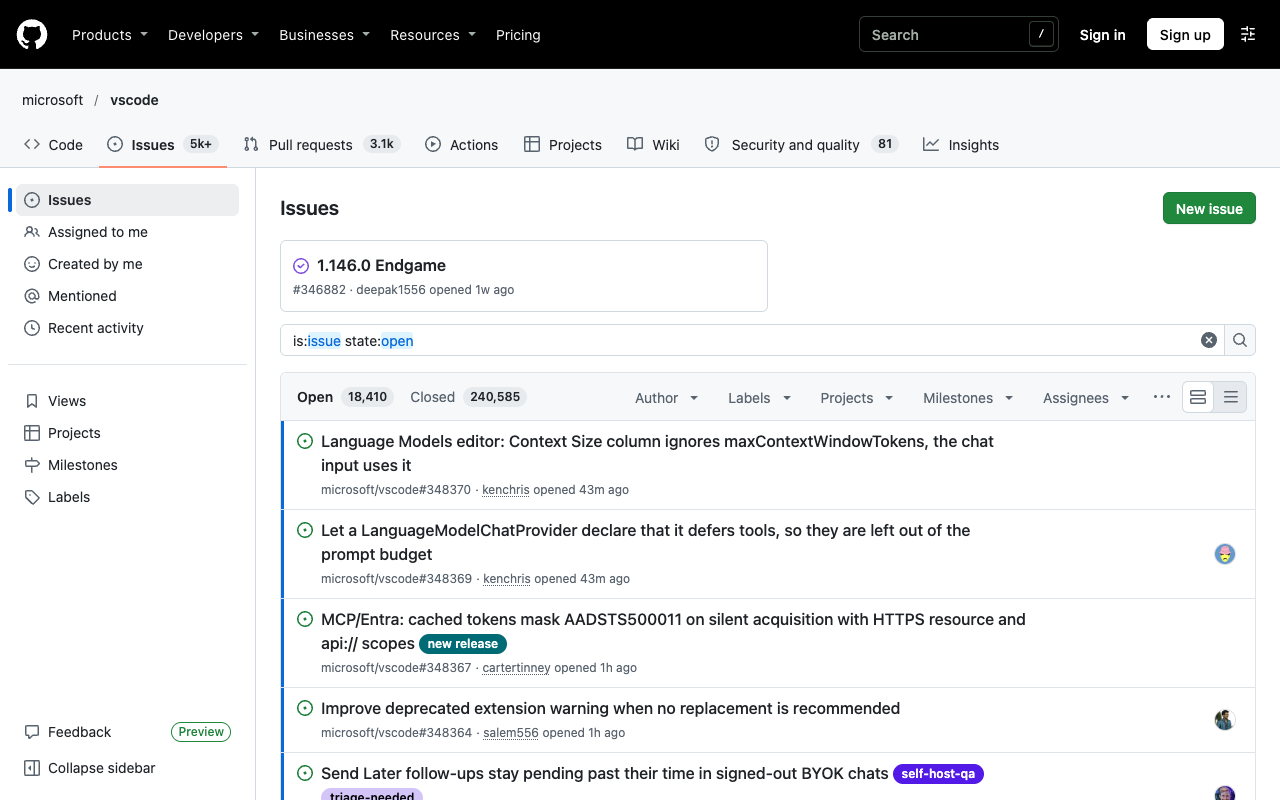 Products Developers Businesses Resources Pricing Search / Sign in Sign up
microsoft / vscode
Code Issues 5k+ Pull requests 3.1k Actions Projects Wiki Security and quality 81 Insights
Issues
Assigned to me
Created by me
Mentioned
Recent activity
Views
Projects
Milestones
Labels
Feedback Preview
Collapse sidebar
Issues New issue
1.146.0 Endgame
#346882 · deepak1556 opened 1w ago
is:issue state:open
Open 18,410 Closed 240,585 Author Labels Projects Milestones Assignees
Language Models editor: Context Size column ignores maxContextWindowTokens, the chat
input uses it
microsoft/vscode#348370 · kenchris opened 43m ago
Let a LanguageModelChatProvider declare that it defers tools, so they are left out of the
prompt budget
microsoft/vscode#348369 · kenchris opened 43m ago
MCP/Entra: cached tokens mask AADSTS500011 on silent acquisition with HTTPS resource and
api:// scopes new release
microsoft/vscode#348367 · cartertinney opened 1h ago
Improve deprecated extension warning when no replacement is recommended
microsoft/vscode#348364 · salem556 opened 1h ago
Send Later follow-ups stay pending past their time in signed-out BYOK chats self-host-qa
triage-needed